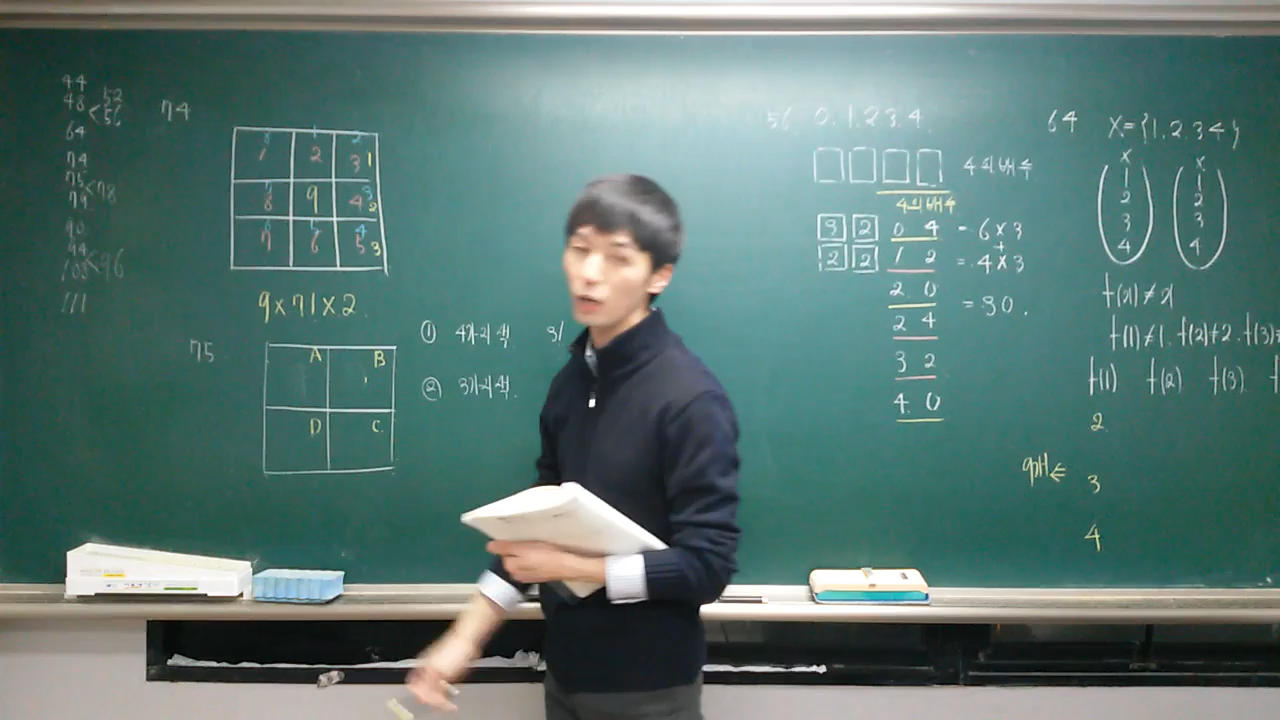 44
48 < 52
56
64
74
75
79 < 78
90
94
108 < 96
111
74
1 2 3 1
8 9 4 2
7 6 5 3
9×7!×2
75
A B
D C
① 4가지 색
② 3가지 색
56 0.1.2.3.4.
4의 배수
4의 배수
3 2 0 4 = 6×3
+
2 2 1 2 = 4×3
2 0 = 30.
2 4
3 2
4 0
64 X={1.2.3.4}
X X
1 1
2 2
3 3
4 4
f(x)≠x
f(1)≠1. f(2)≠2. f(3)≠
f(1) f(2) f(3)
2
3
4